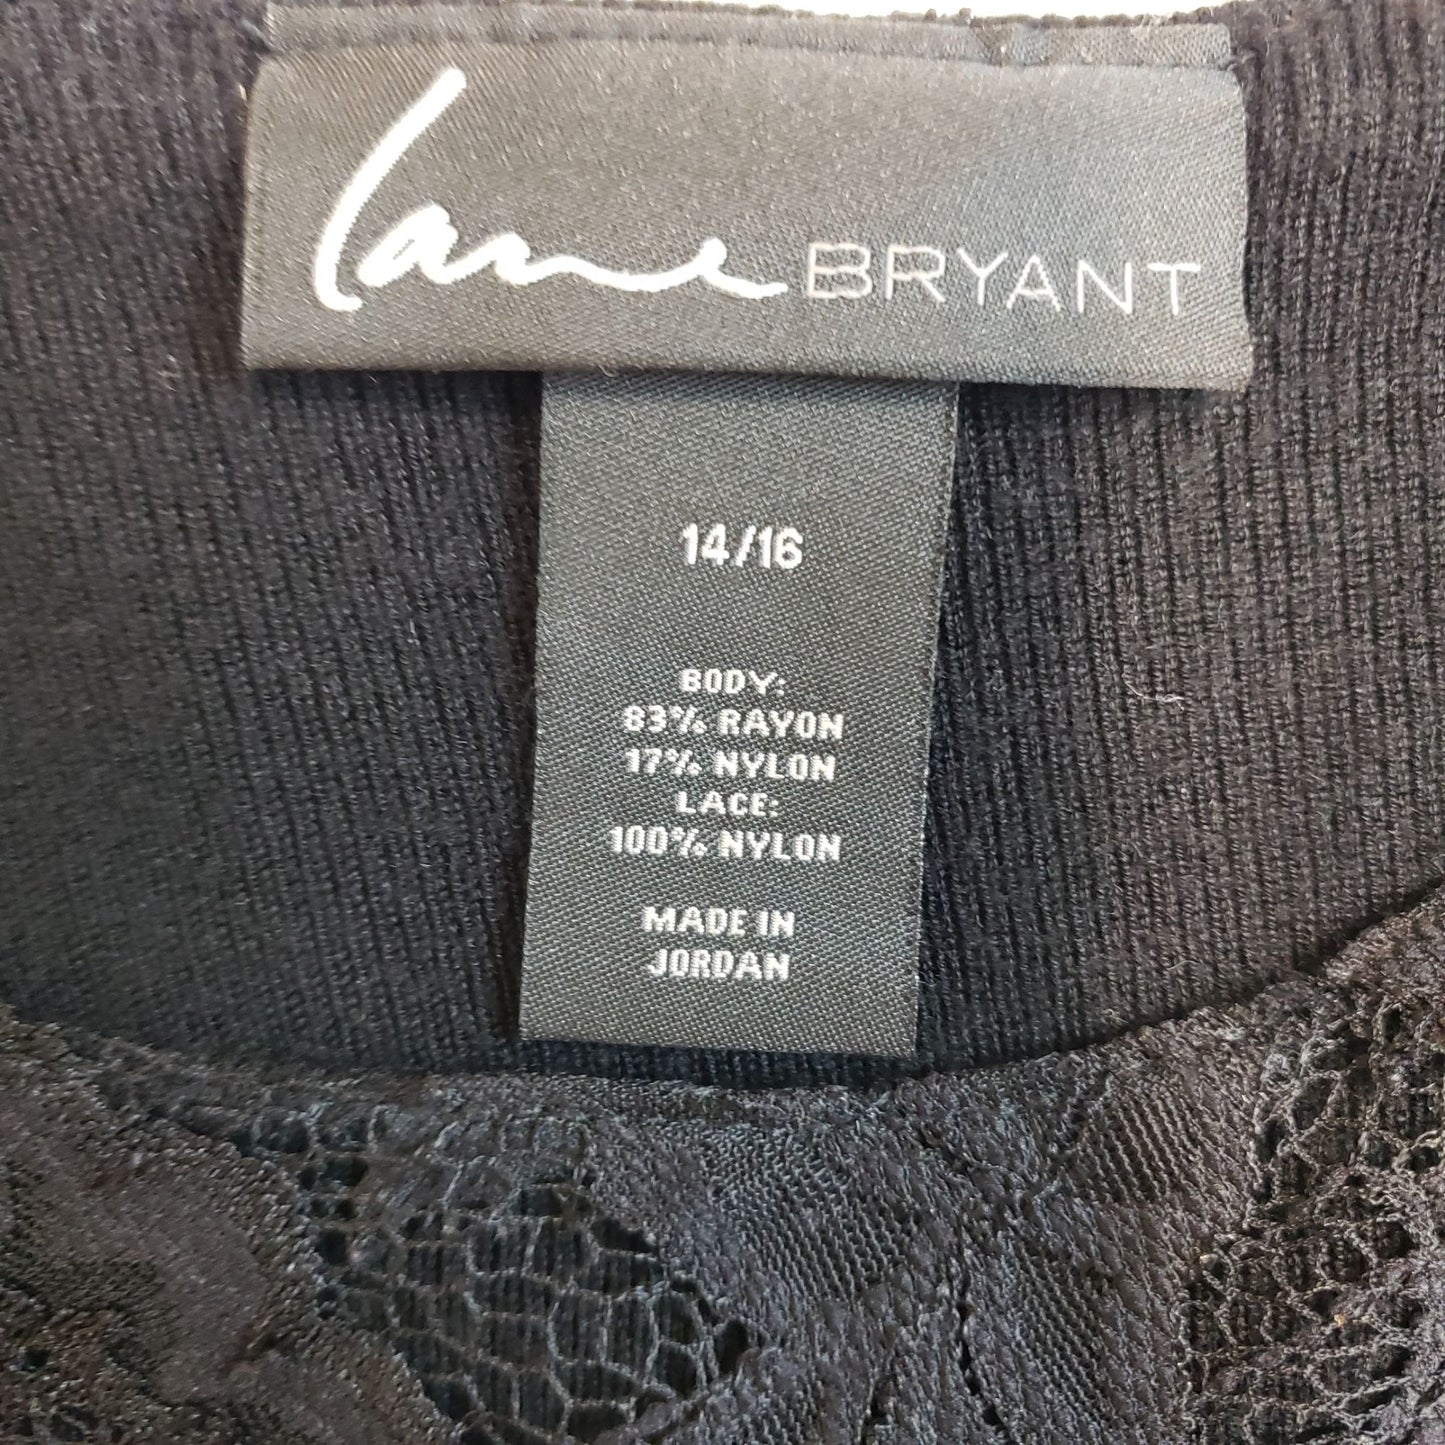 Lane BRYANT
14/16
BODY:
83% RAYON
17% NYLON
LACE:
100% NYLON
MADE IN
JORDAN